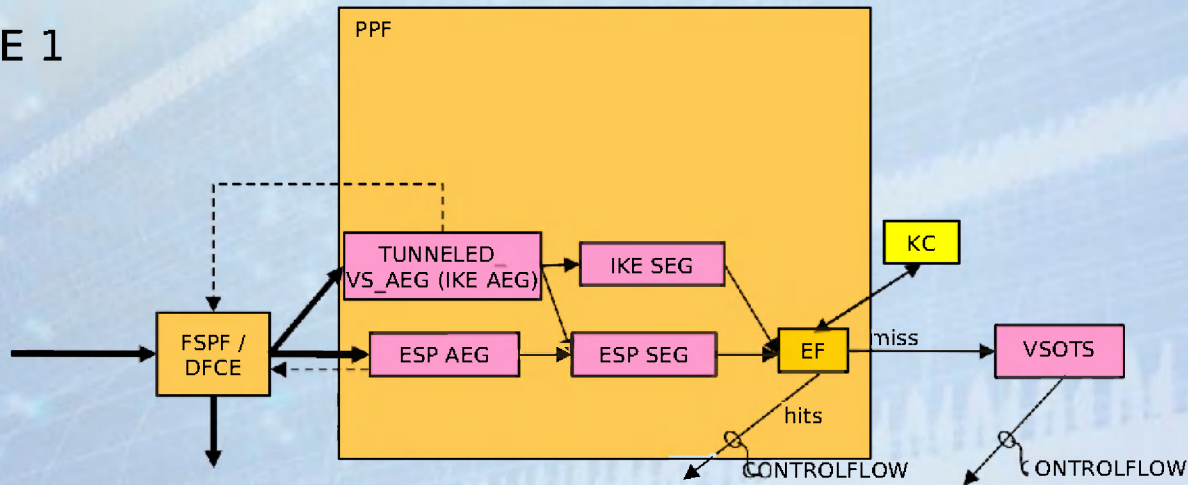 E 1
PPF
TUNNELED_
VS_AEG (IKE AEG)
IKE SEG
KC
FSPF /
DFCE
ESP AEG
ESP SEG
EF
miss
VSOTS
hits
CONTROLFLOW
ONTROLFLOW